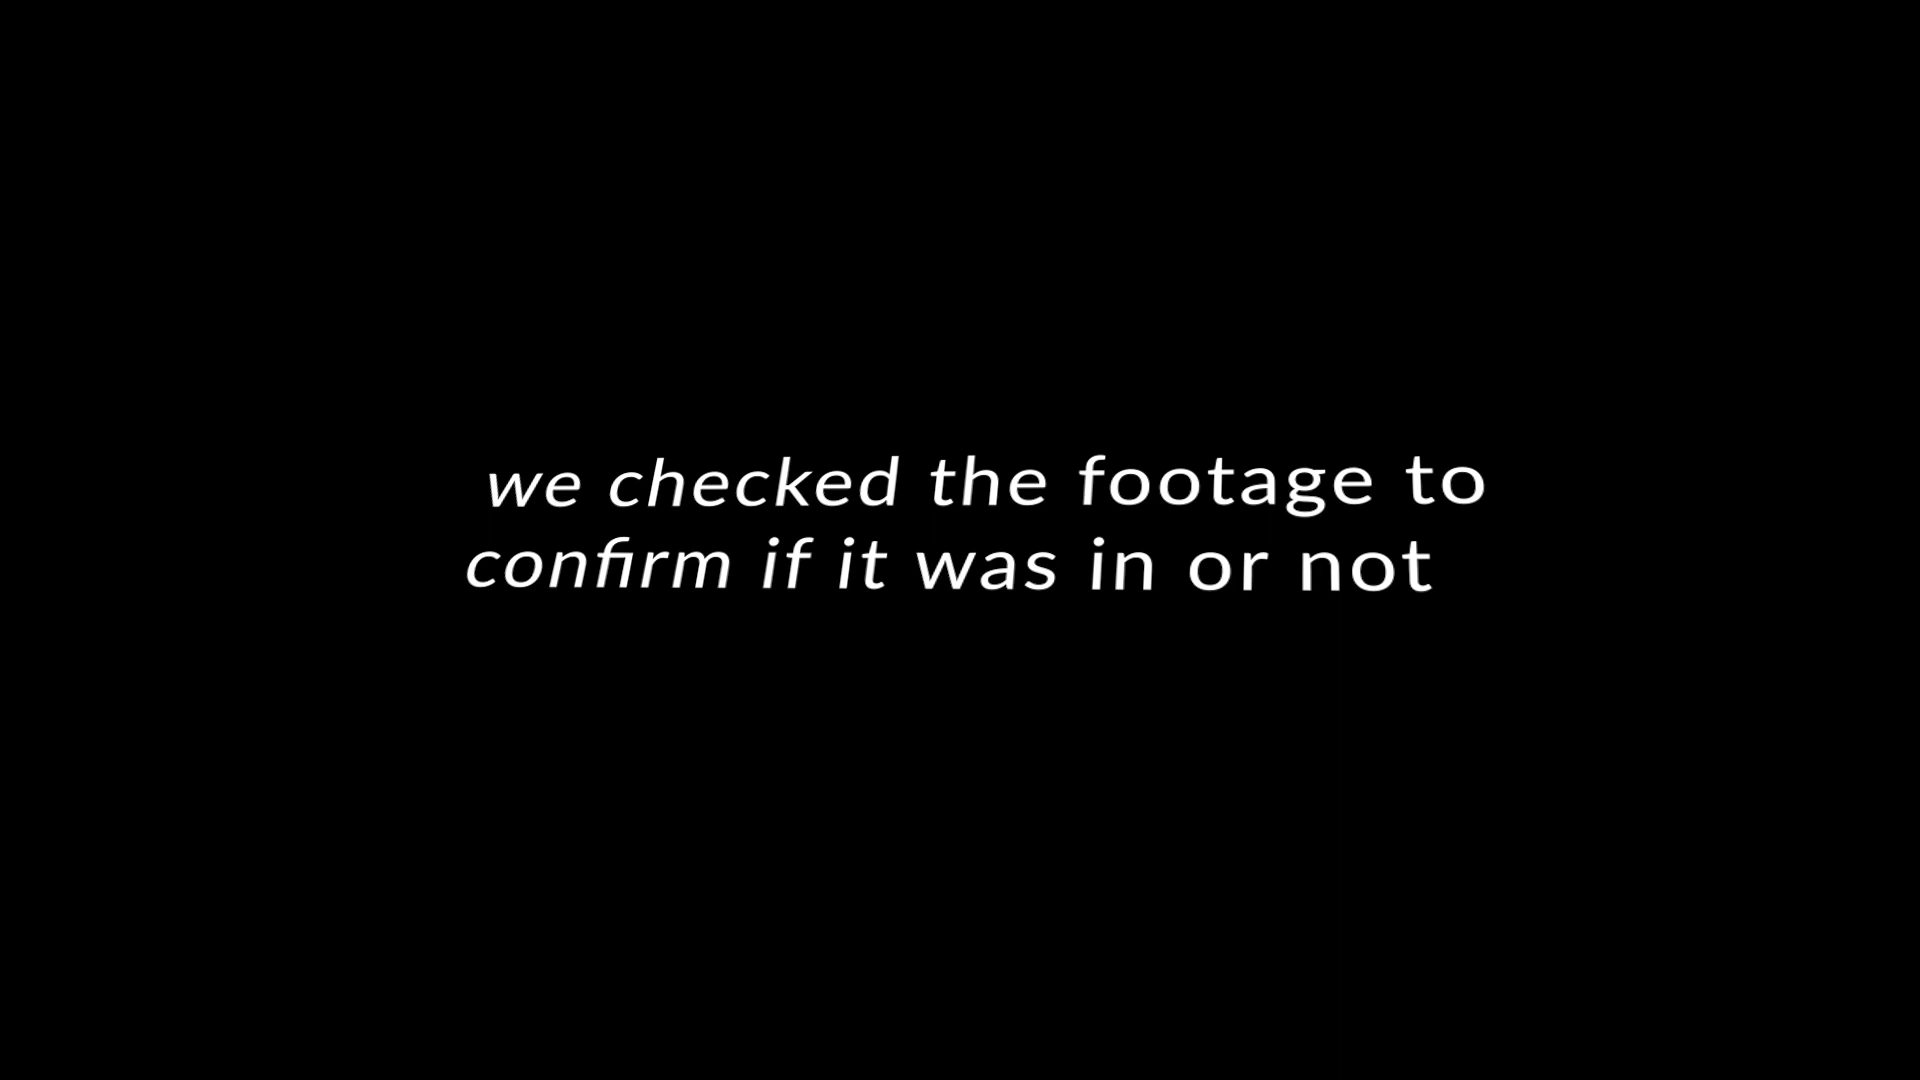 we checked the footage to
confirm if it was in or not